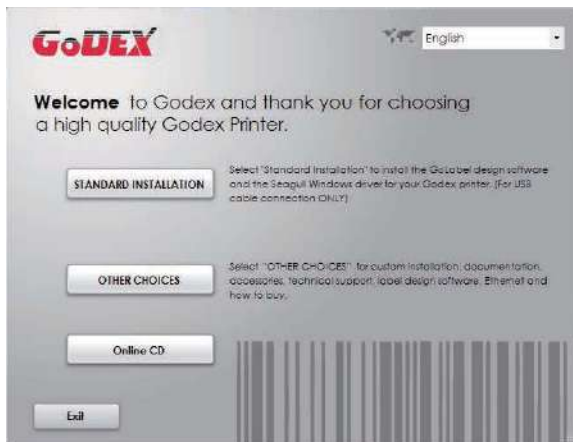 GoDEX
English
Welcome to Godex and thank you for choosing
a high quality Godex Printer.
STANDARD INSTALLATION
Select "Standard Installation" to install the GoLabel design software
and the Seagull Windows driver for your Godex printer. (For USB
cable connection ONLY)
OTHER CHOICES
Select "OTHER CHOICES" for custom installation, documentation,
accessories, technical support, label design software, Ethernet and
how to buy.
Online CD
Exit